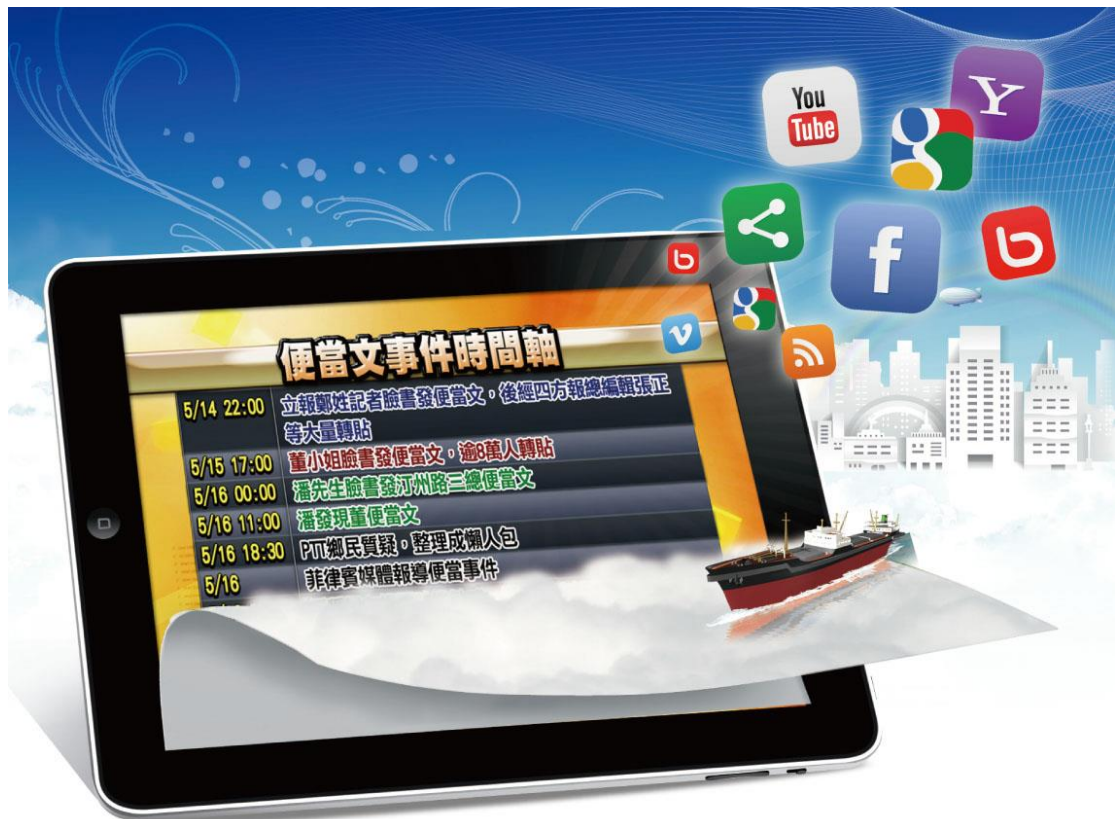 You
Tube
Y
g
f
b
b
g
v
便當文事件時間軸
5/14 22:00 立報鄭姓記者臉書發便當文，後經四方報總編輯張正
等大量轉貼
5/15 17:00 董小姐臉書發便當文，逾8萬人轉貼
5/16 00:00 潘先生臉書發汀州路三總便當文
5/16 11:00 潘發現董便當文
5/16 18:30 PTT鄉民質疑，整理成懶人包
5/16 菲律賓媒體報導便當事件